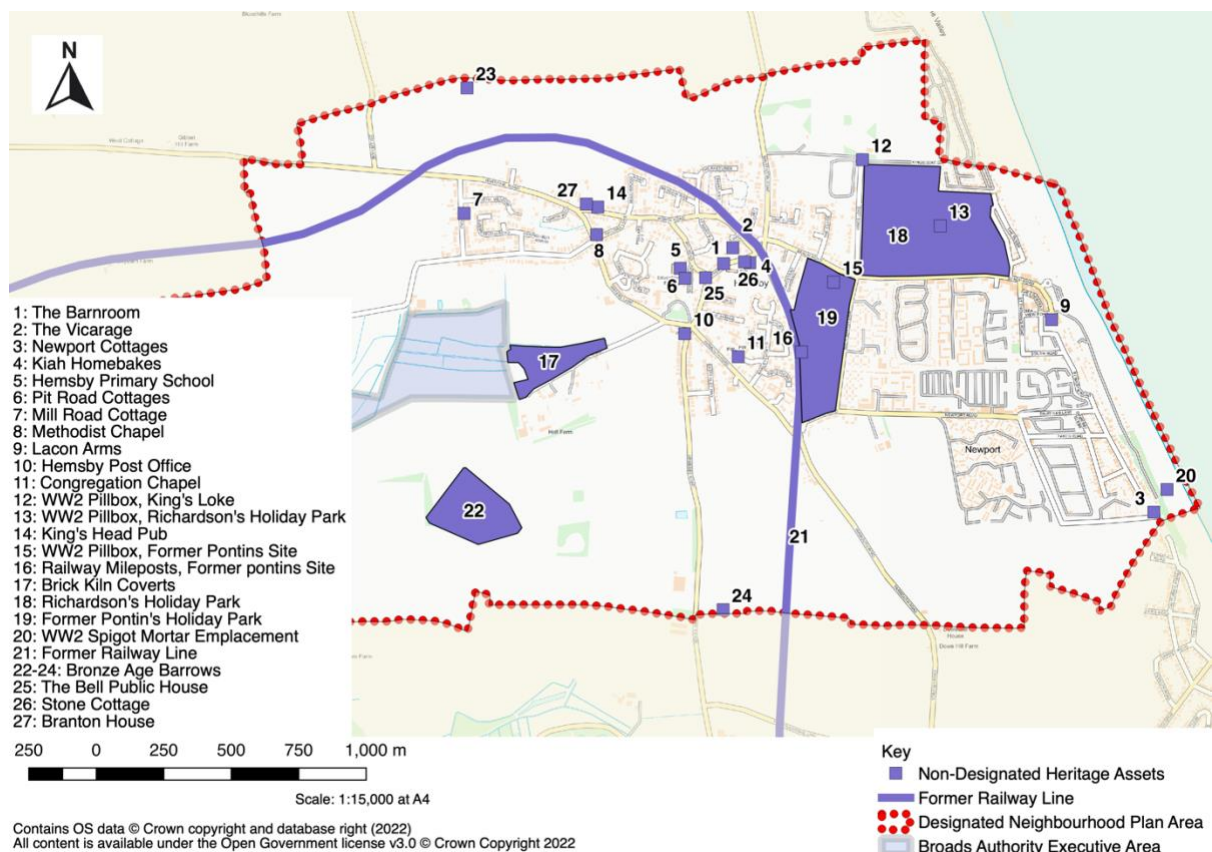 N
23
12
27
14
7
13
2
8
18
5
1
15
4
6
26
25
9
19
10
16
11
17
Newport
20
3
22
21
24
1: The Barnroom
2: The Vicarage
3: Newport Cottages
4: Kiah Homebakes
5: Hemsby Primary School
6: Pit Road Cottages
7: Mill Road Cottage
8: Methodist Chapel
9: Lacon Arms
10: Hemsby Post Office
11: Congregation Chapel
12: WW2 Pillbox, King's Loke
13: WW2 Pillbox, Richardson's Holiday Park
14: King's Head Pub
15: WW2 Pillbox, Former Pontins Site
16: Railway Mileposts, Former pontins Site
17: Brick Kiln Coverts
18: Richardson's Holiday Park
19: Former Pontin's Holiday Park
20: WW2 Spigot Mortar Emplacement
21: Former Railway Line
22-24: Bronze Age Barrows
25: The Bell Public House
26: Stone Cottage
27: Branton House
250 0 250 500 750 1,000 m
Scale: 1:15,000 at A4
Key
Non-Designated Heritage Assets
Former Railway Line
Designated Neighbourhood Plan Area
Broads Authority Executive Area
Contains OS data © Crown copyright and database right (2022)
All content is available under the Open Government license v3.0 © Crown Copyright 2022